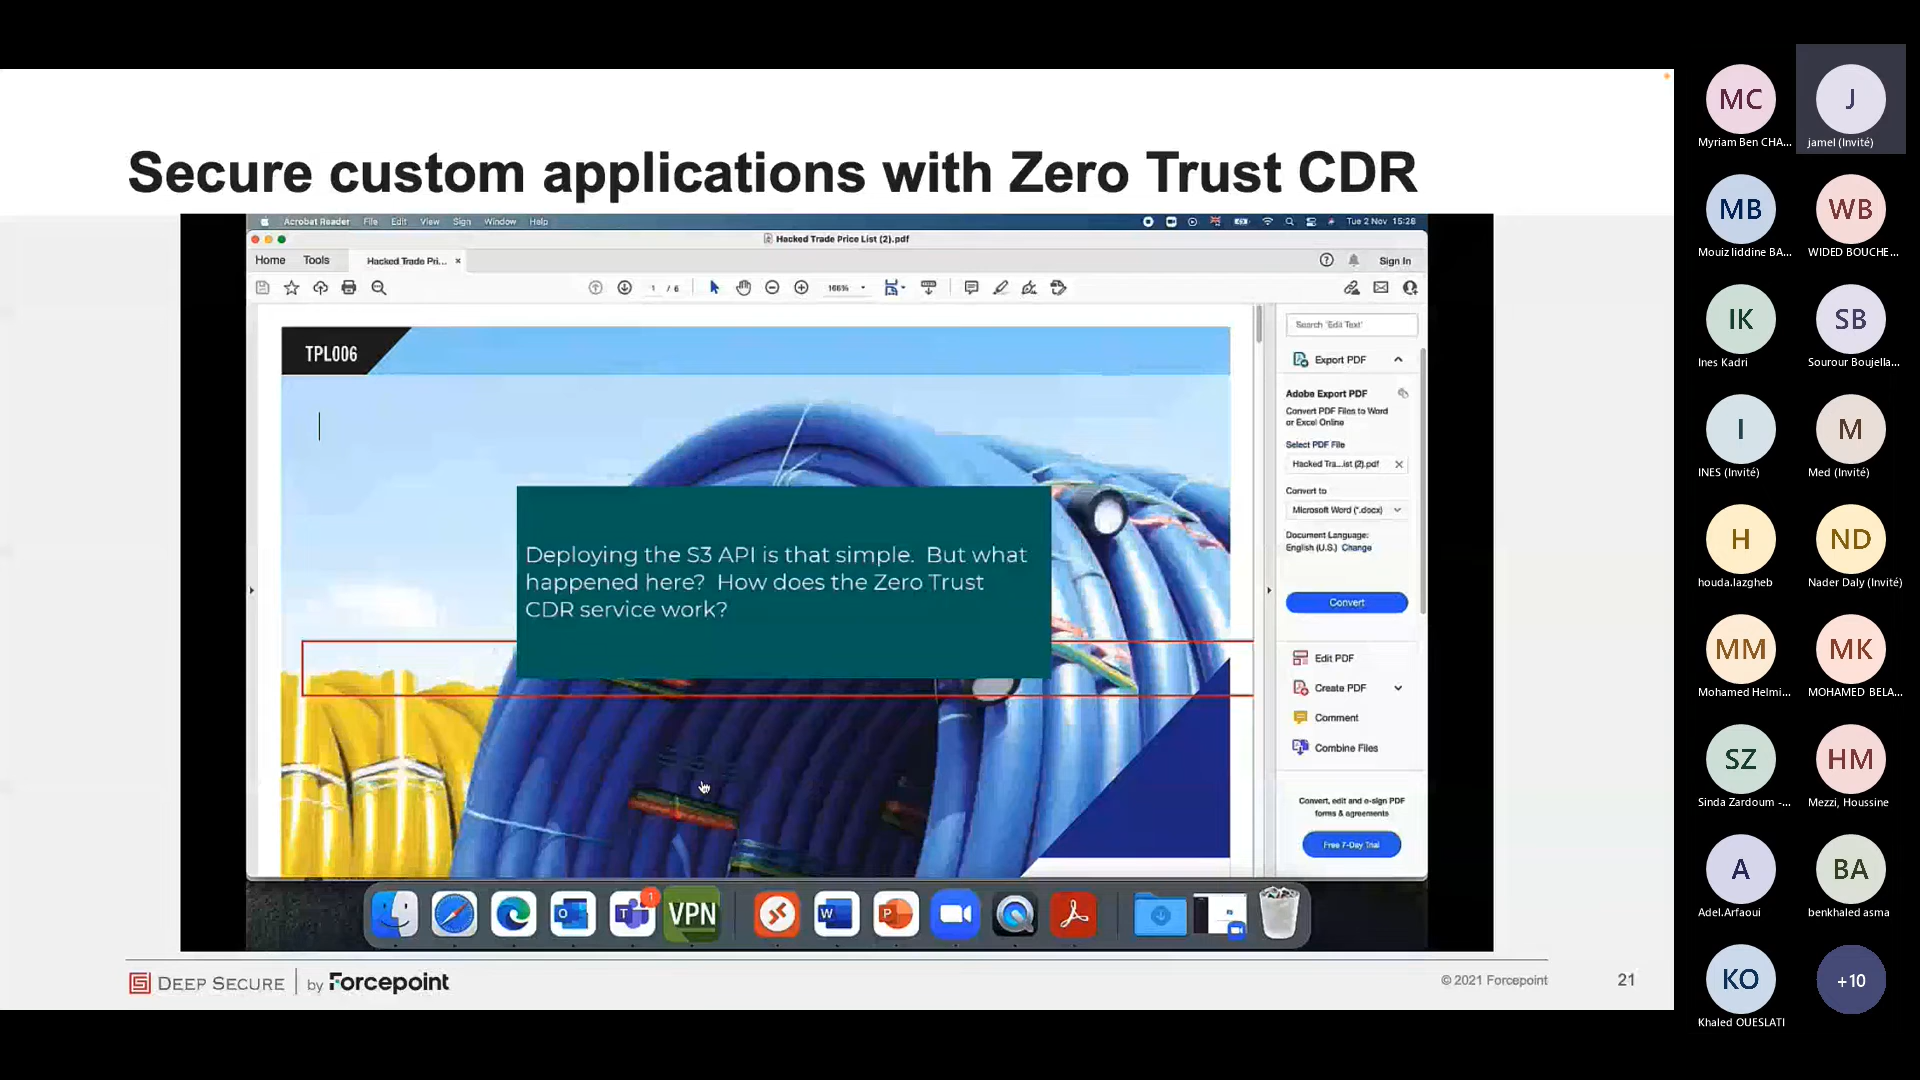 Secure custom applications with Zero Trust CDR
Acrobat Reader File Edit View Sign Window Help
Tue 2 Nov 15:28
Hacked Trade Price List (2).pdf
Home Tools Hacked Trade Pri... ×
Sign In
1 / 6
166%
TPL006
Deploying the S3 API is that simple. But what
happened here? How does the Zero Trust
CDR service work?
Search 'Edit Text'
Export PDF
Adobe Export PDF
Convert PDF Files to Word
or Excel Online
Select PDF File
Hacked Tra...ist (2).pdf
Convert to
Microsoft Word (*.docx)
Document Language:
English (U.S.) Change
Convert
Edit PDF
Create PDF
Comment
Combine Files
Convert, edit and e-sign PDF
forms & agreements
Free 7-Day Trial
1
VPN
DEEP SECURE | by Forcepoint
© 2021 Forcepoint
21
MC
Myriam Ben CHA...
J
jamel (Invité)
MB
Mouiz liddine BA...
WB
WIDED BOUCHE...
IK
Ines Kadri
SB
Sourour Boujella...
I
INES (Invité)
M
Med (Invité)
H
houda.lazgheb
ND
Nader Daly (Invité)
MM
Mohamed Helmi...
MK
MOHAMED BELA...
SZ
Sinda Zardoum -...
HM
Mezzi, Houssine
A
Adel.Arfaoui
BA
benkhaled asma
KO
Khaled OUESLATI
+10